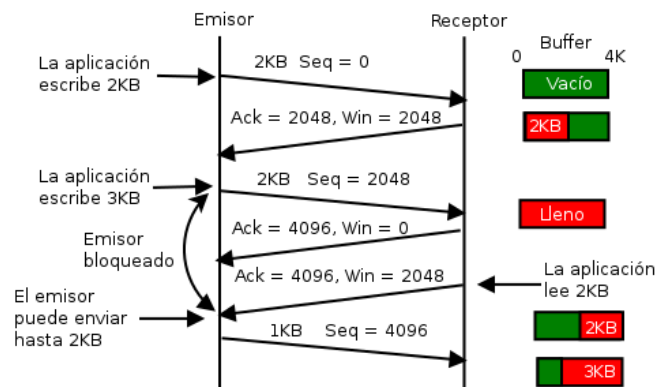 Emisor
Receptor
Buffer
0
4K
La aplicación
escribe 2KB
2KB Seq = 0
Vacío
Ack = 2048, Win = 2048
2KB
La aplicación
escribe 3KB
2KB Seq = 2048
Lleno
Ack = 4096, Win = 0
Emisor
bloqueado
Ack = 4096, Win = 2048
La aplicación
lee 2KB
El emisor
puede enviar
hasta 2KB
1KB Seq = 4096
2KB
3KB